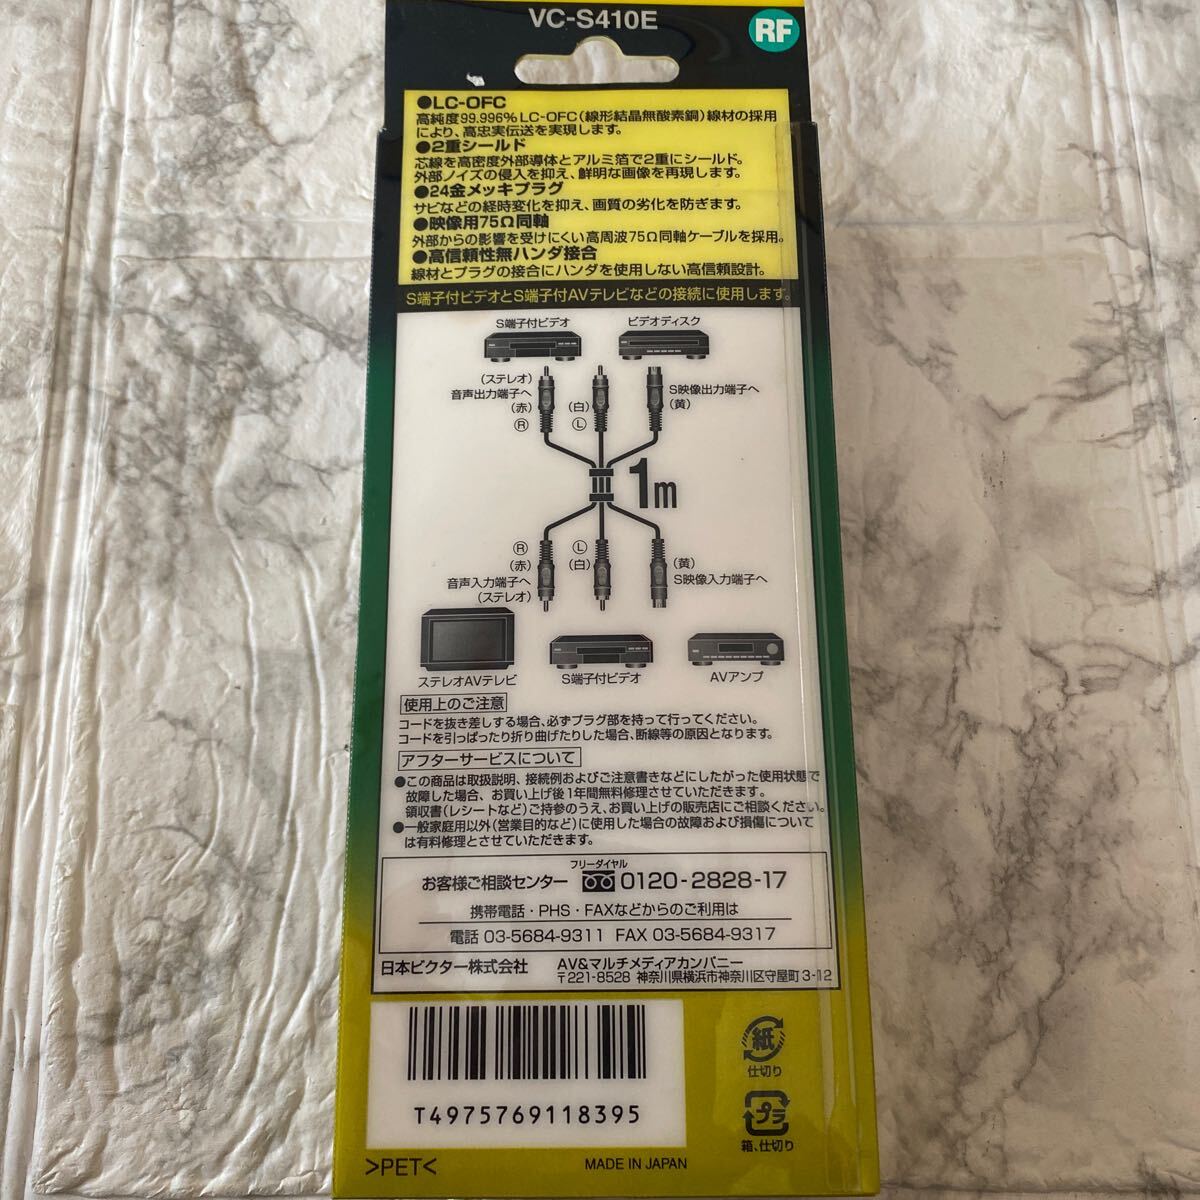 VC-S410E
RF
●LC-OFC
高純度99.996%LC-OFC(線形結晶無酸素銅)線材の採用
により、高忠実伝送を実現します。
●2重シールド
芯線を高密度外部導体とアルミ箔で2重にシールド。
外部ノイズの侵入を抑え、鮮明な画像を再現します。
●24金メッキプラグ
サビなどの経時変化を抑え、画質の劣化を防ぎます。
●映像用75Ω同軸
外部からの影響を受けにくい高周波75Ω同軸ケーブルを採用。
●高信頼性無ハンダ接合
線材とプラグの接合にハンダを使用しない高信頼設計。
S端子付ビデオとS端子付AVテレビなどの接続に使用します。
S端子付ビデオ ビデオディスク
(ステレオ)
音声出力端子へ
(赤)
Ⓡ
(白)
Ⓛ
S映像出力端子へ
(黄)
1m
Ⓡ
(赤)
音声入力端子へ
(ステレオ)
Ⓛ
(白)
(黄)
S映像入力端子へ
ステレオAVテレビ S端子付ビデオ AVアンプ
使用上のご注意
コードを抜き差しする場合、必ずプラグ部を持って行ってください。
コードを引っぱったり折り曲げたりした場合、断線等の原因となります。
アフターサービスについて
●この商品は取扱説明、接続例およびご注意書きなどにしたがった使用状態で
故障した場合、お買い上げ後1年間無料修理させていただきます。
領収書(レシートなど)ご持参のうえ、お買い上げの販売店にご相談ください。
●一般家庭用以外(営業目的など)に使用した場合の故障および損傷について
は有料修理とさせていただきます。
フリーダイヤル
お客様ご相談センター 0120-2828-17
携帯電話・PHS・FAXなどからのご利用は
電話 03-5684-9311 FAX 03-5684-9317
日本ビクター株式会社 AV&マルチメディアカンパニー
〒221-8528 神奈川県横浜市神奈川区守屋町3-12
T4975769118395
紙
仕切り
プラ
箱、仕切り
>PET<
MADE IN JAPAN